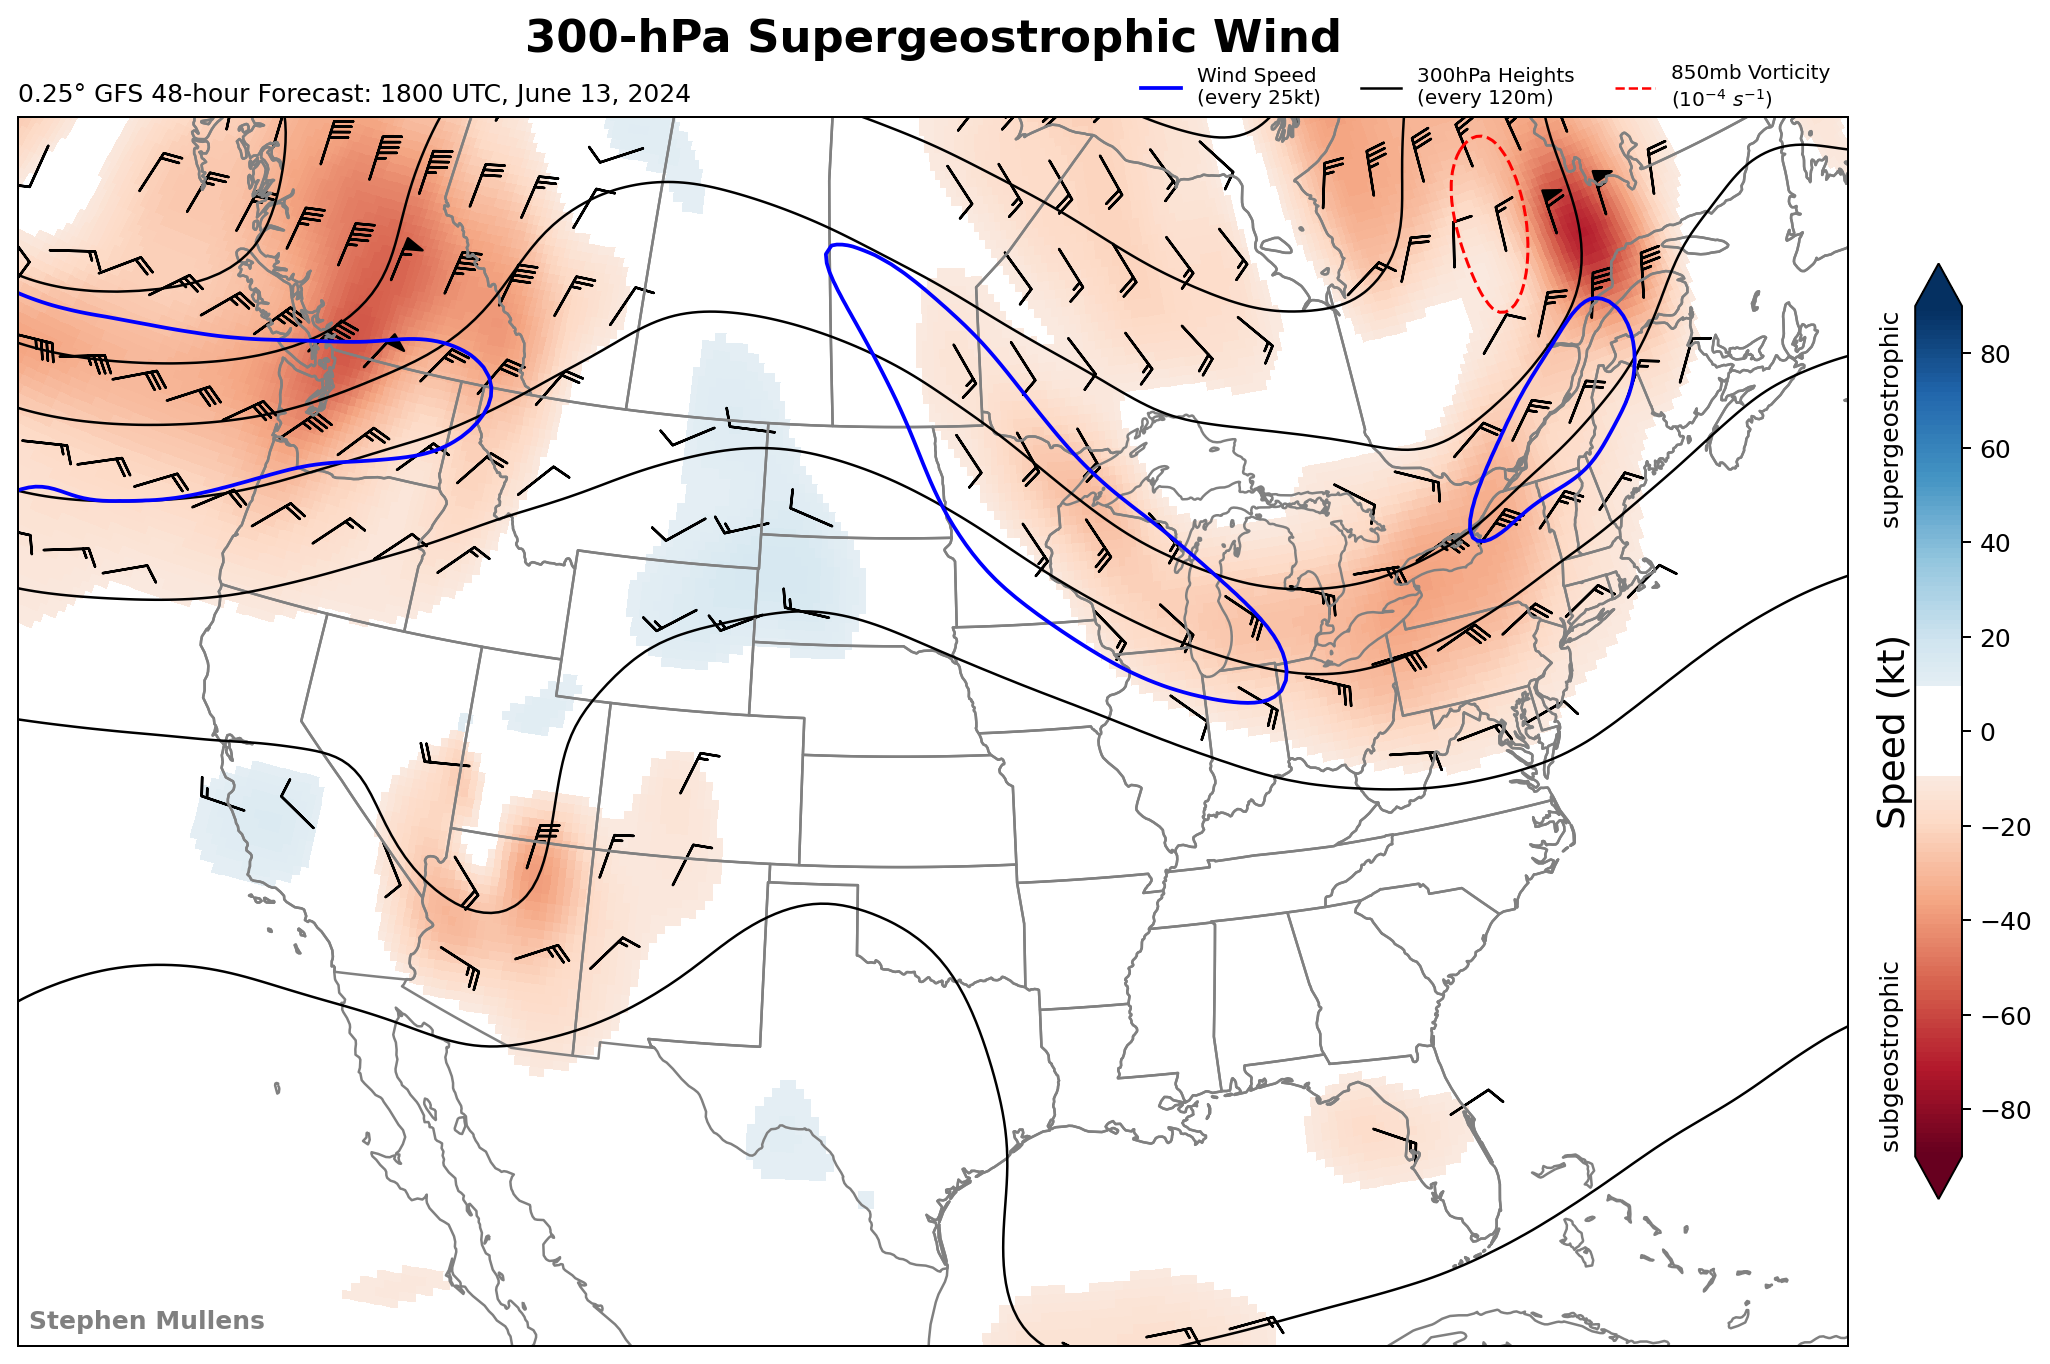 300-hPa Supergeostrophic Wind
0.25° GFS 48-hour Forecast: 1800 UTC, June 13, 2024
Wind Speed
(every 25kt)
300hPa Heights
(every 120m)
850mb Vorticity
(10⁻⁴ s⁻¹)
supergeostrophic
Speed (kt)
subgeostrophic
80
60
40
20
0
−20
−40
−60
−80
Stephen Mullens